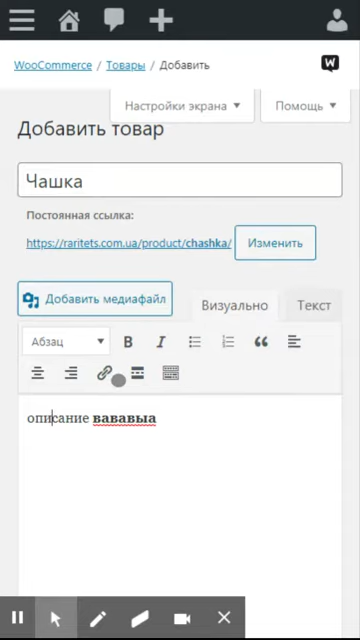 WooCommerce / Товары / Добавить
Настройки экрана
Помощь
Добавить товар
Чашка
Постоянная ссылка:
https://raritets.com.ua/product/chashka/
Изменить
Добавить медиафайл
Визуально
Текст
Абзац
B
I
описание вававыа